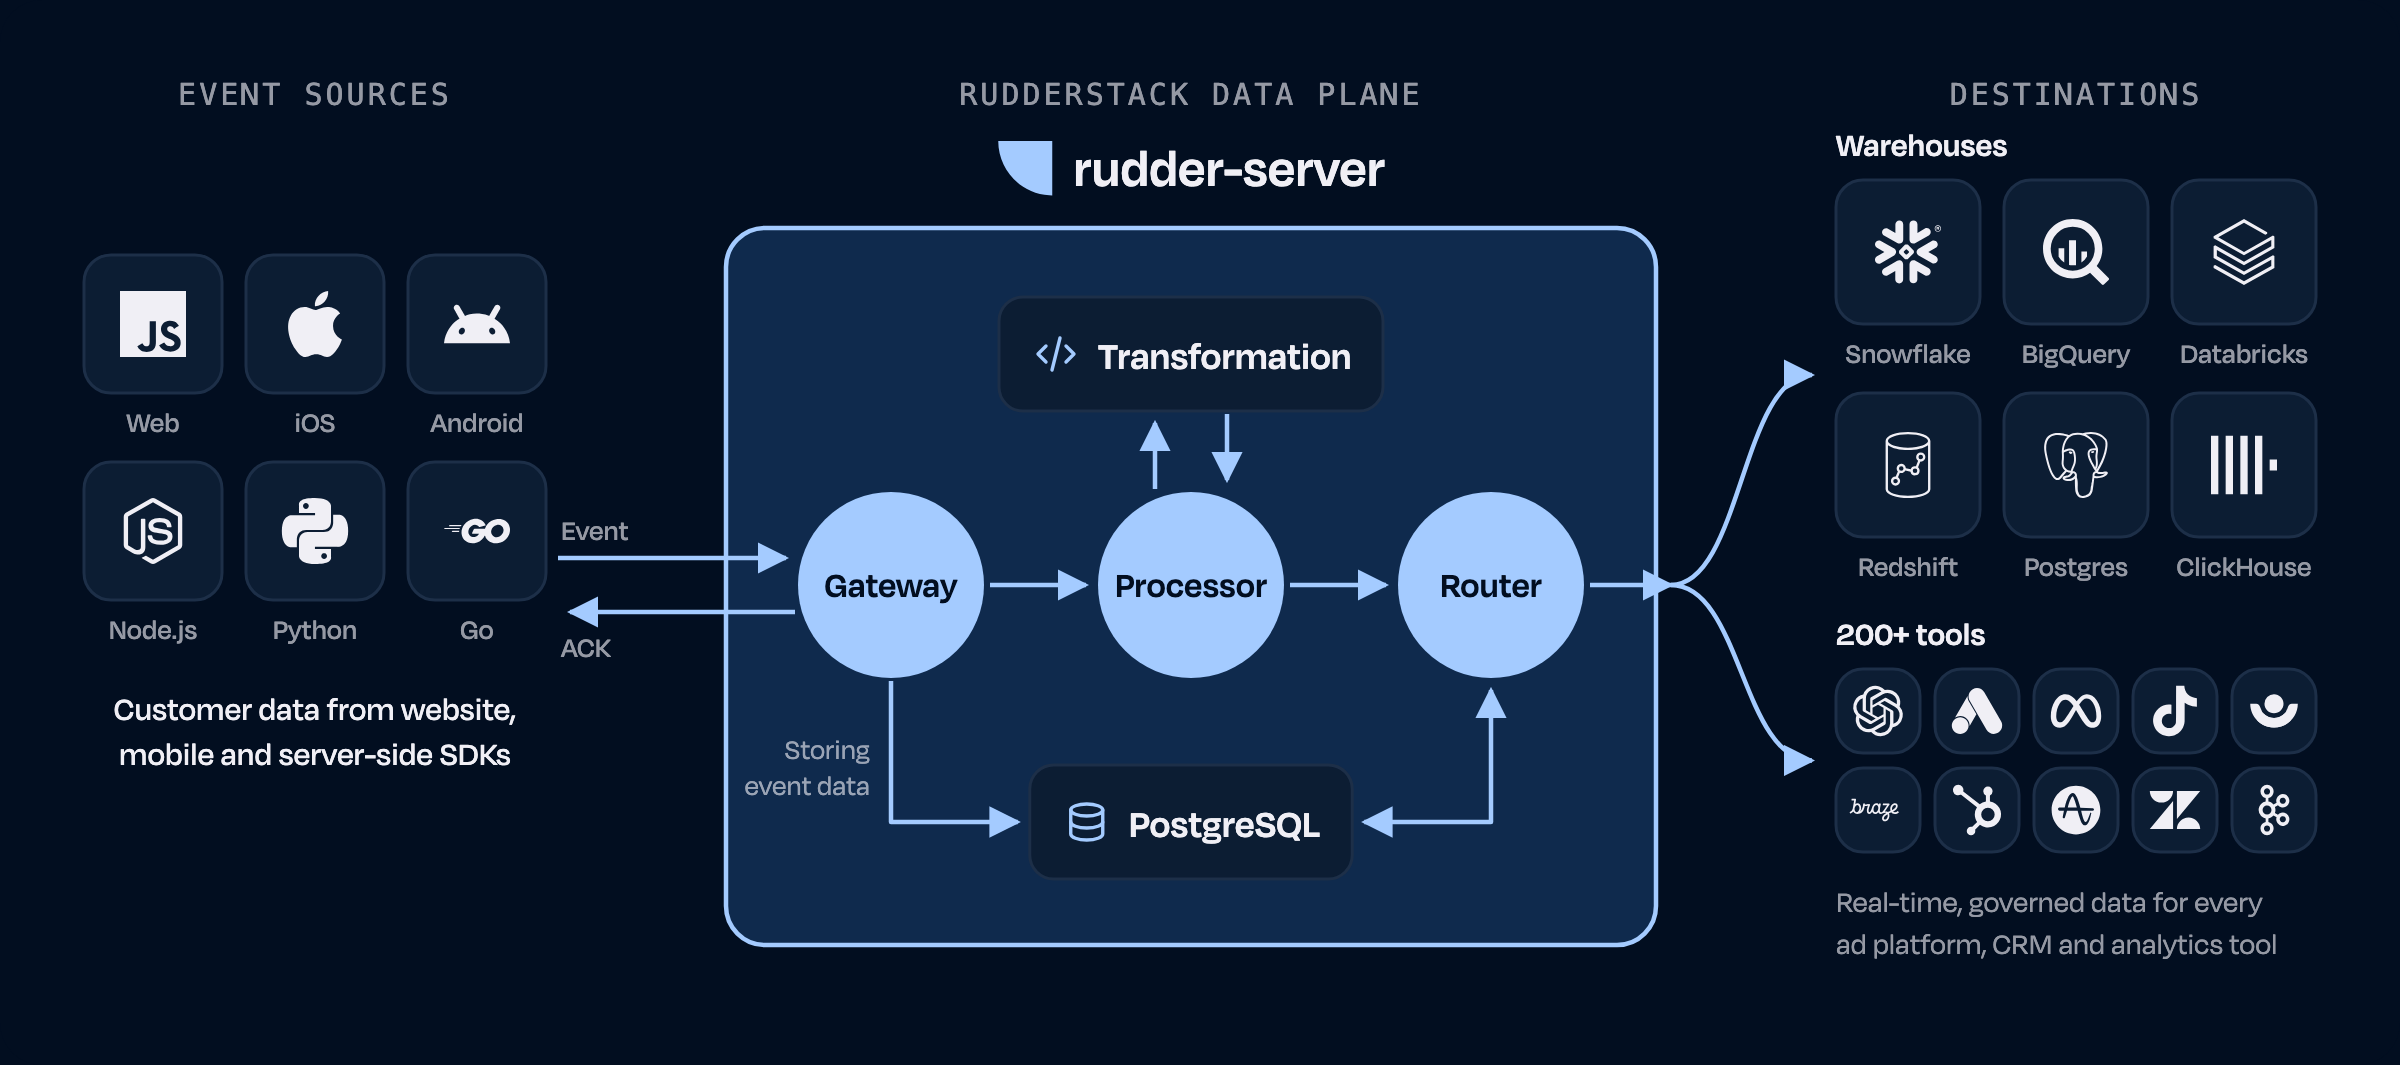 EVENT SOURCES
JS
Web
iOS
Android
JS
Node.js
Python
GO
Go
Customer data from website,
mobile and server-side SDKs
Event
ACK
RUDDERSTACK DATA PLANE
rudder-server
</> Transformation
Gateway
Processor
Router
Storing
event data
PostgreSQL
DESTINATIONS
Warehouses
®
Snowflake
BigQuery
Databricks
Redshift
Postgres
ClickHouse
200+ tools
braze
Real-time, governed data for every
ad platform, CRM and analytics tool